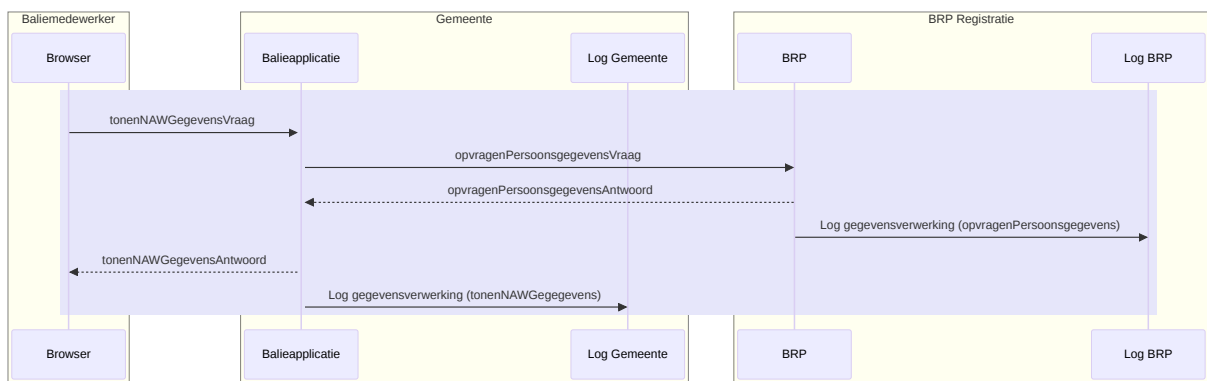 Baliemedewerker
Gemeente
BRP Registratie
Browser
Balieapplicatie
Log Gemeente
BRP
Log BRP
tonenNAWGegevensVraag
opvragenPersoonsgegevensVraag
opvragenPersoonsgegevensAntwoord
Log gegevensverwerking (opvragenPersoonsgegevens)
tonenNAWGegevensAntwoord
Log gegevensverwerking (tonenNAWGegegevens)
Browser
Balieapplicatie
Log Gemeente
BRP
Log BRP